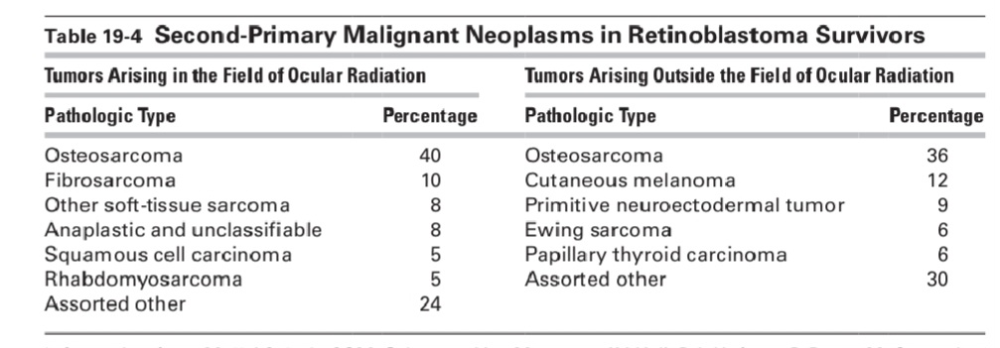 Table 19-4 Second-Primary Malignant Neoplasms in Retinoblastoma Survivors
Tumors Arising in the Field of Ocular Radiation Tumors Arising Outside the Field of Ocular Radiation
Pathologic Type Percentage Pathologic Type Percentage
Osteosarcoma 40 Osteosarcoma 36
Fibrosarcoma 10 Cutaneous melanoma 12
Other soft-tissue sarcoma 8 Primitive neuroectodermal tumor 9
Anaplastic and unclassifiable 8 Ewing sarcoma 6
Squamous cell carcinoma 5 Papillary thyroid carcinoma 6
Rhabdomyosarcoma 5 Assorted other 30
Assorted other 24